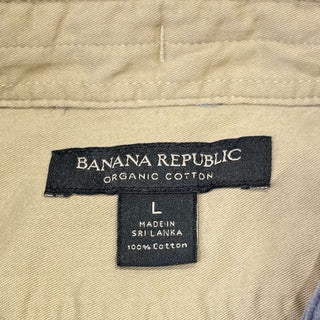 BANANA REPUBLIC
ORGANIC COTTON
L
MADE IN
SRI LANKA
100% Cotton